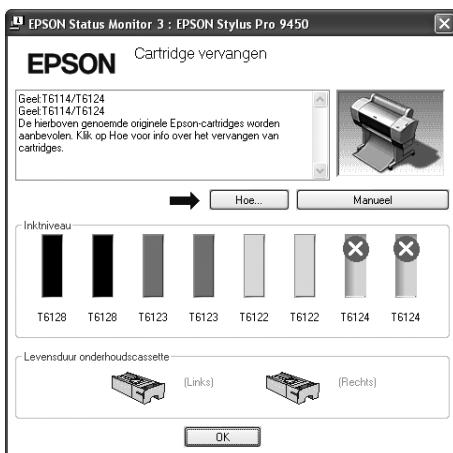 EPSON Status Monitor 3 : EPSON Stylus Pro 9450
EPSON
Cartridge vervangen
Geel:T6114/T6124
Geel:T6114/T6124
De hierboven genoemde originele Epson-cartridges worden
aanbevolen. Klik op Hoe voor info over het vervangen van
cartridges.
Hoe...
Manueel
Inktniveau
T6128 T6128 T6123 T6123 T6122 T6122 T6124 T6124
Levensduur onderhoudscassette
(Links)
(Rechts)
OK